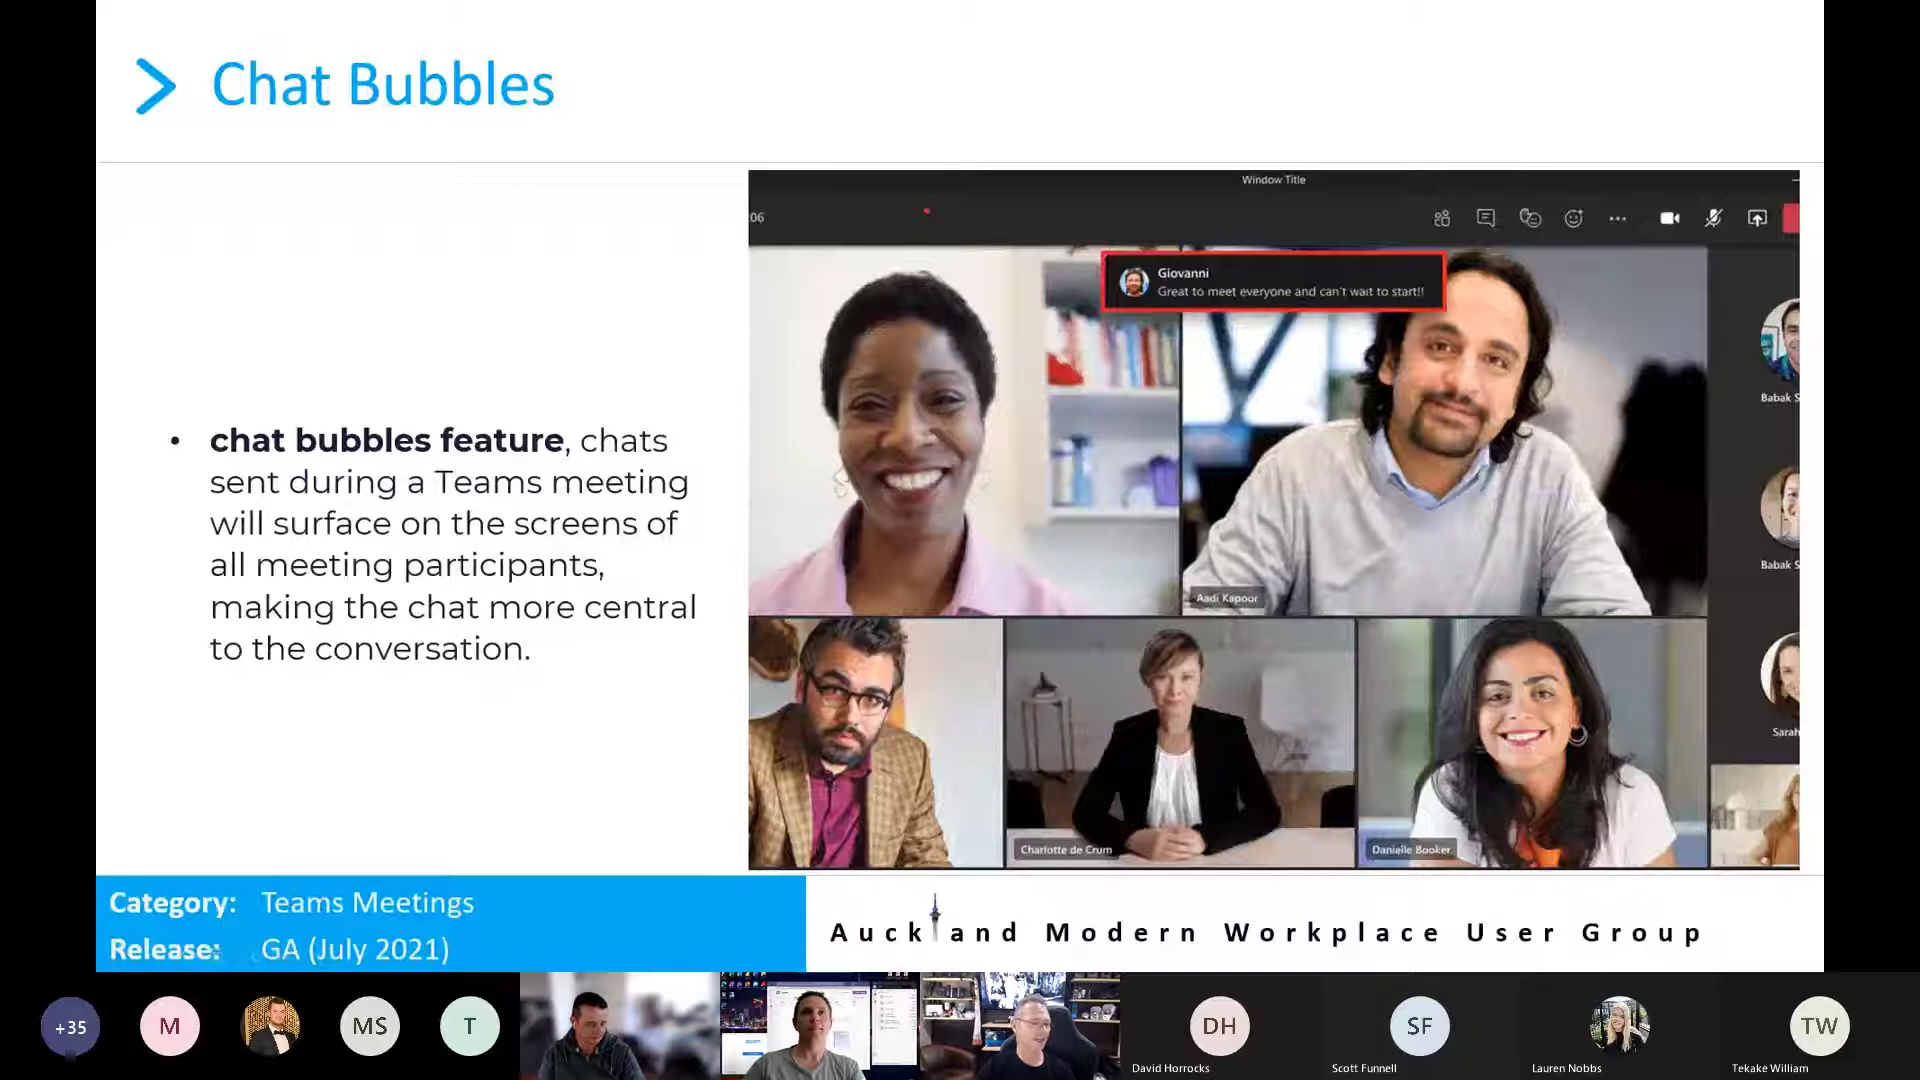 Chat Bubbles
Window Title
06
Giovanni
Great to meet everyone and can't wait to start!!
Babak S
• chat bubbles feature, chats
sent during a Teams meeting
will surface on the screens of
all meeting participants,
making the chat more central
to the conversation.
Babak S
Aadi Kapoor
Sarah
Charlotte de Crum
Danielle Booker
Category: Teams Meetings
Release: GA (July 2021)
Auckland Modern Workplace User Group
+35
M
MS
T
zoom
DH
SF
TW
David Horrocks
Scott Funnell
Lauren Nobbs
Tekake William